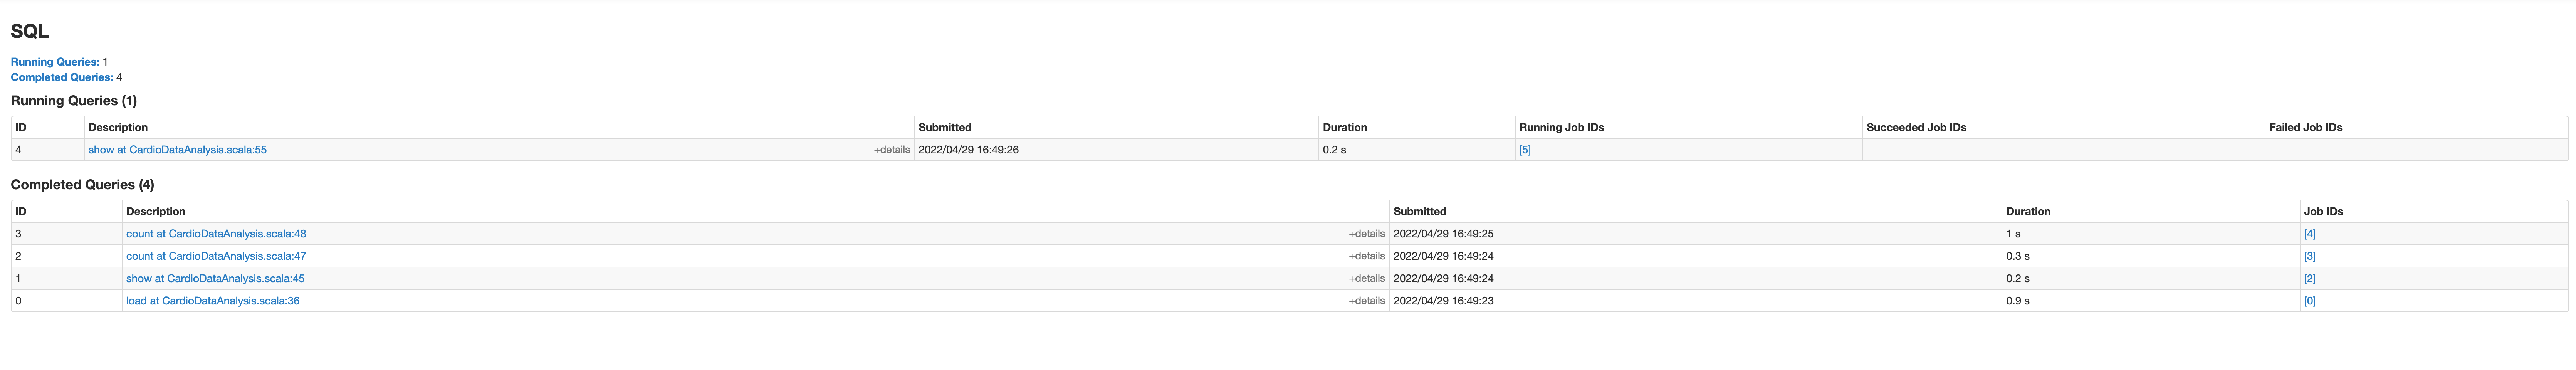 SQL
Running Queries: 1
Completed Queries: 4
Running Queries (1)
ID Description Submitted Duration Running Job IDs Succeeded Job IDs Failed Job IDs
4 show at CardioDataAnalysis.scala:55 +details 2022/04/29 16:49:26 0.2 s [5]
Completed Queries (4)
ID Description Submitted Duration Job IDs
3 count at CardioDataAnalysis.scala:48 +details 2022/04/29 16:49:25 1 s [4]
2 count at CardioDataAnalysis.scala:47 +details 2022/04/29 16:49:24 0.3 s [3]
1 show at CardioDataAnalysis.scala:45 +details 2022/04/29 16:49:24 0.2 s [2]
0 load at CardioDataAnalysis.scala:36 +details 2022/04/29 16:49:23 0.9 s [0]